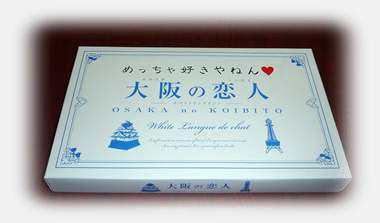 めっちゃ好きやねん♥
大阪の恋人
OSAKA no KOIBITO
White Langue de chat
大阪の恋人